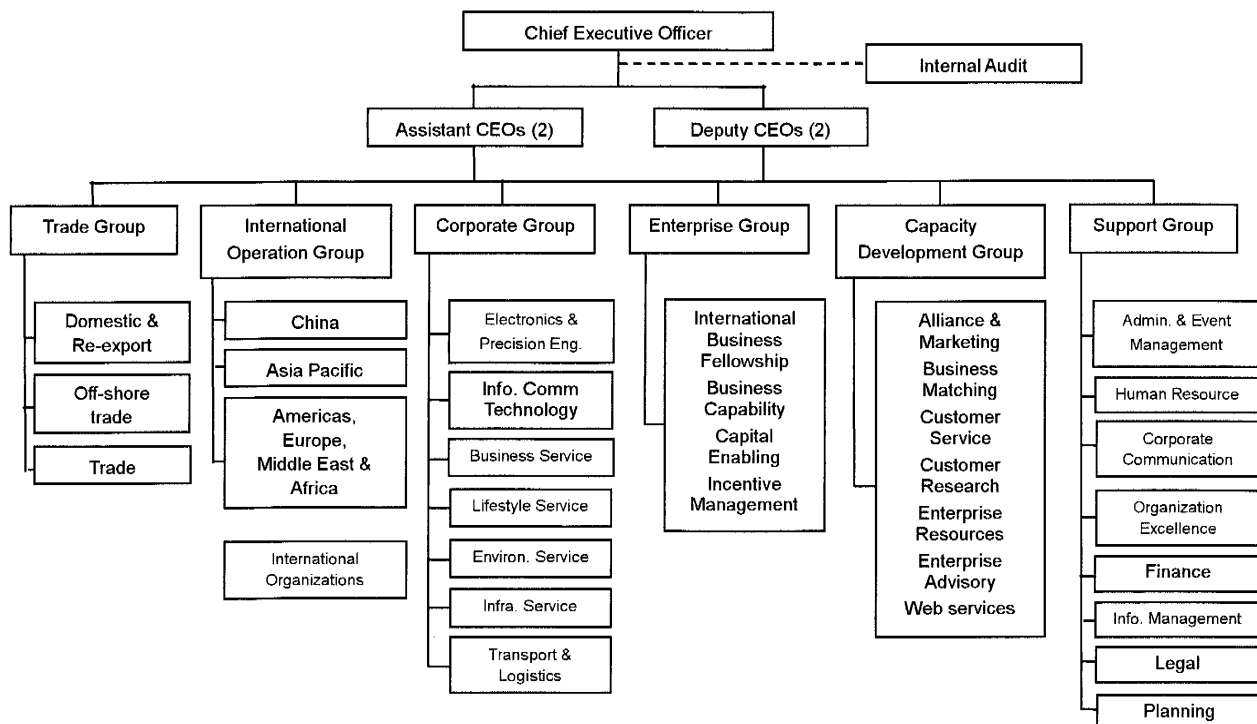 Chief Executive Officer
Internal Audit
Assistant CEOs (2)
Deputy CEOs (2)
Trade Group
International
Operation Group
Corporate Group
Enterprise Group
Capacity
Development Group
Support Group
Domestic &
Re-export
Off-shore
trade
Trade
China
Asia Pacific
Americas,
Europe,
Middle East &
Africa
International
Organizations
Electronics &
Precision Eng.
Info. Comm
Technology
Business Service
Lifestyle Service
Environ. Service
Infra. Service
Transport &
Logistics
International
Business
Fellowship
Business
Capability
Capital
Enabling
Incentive
Management
Alliance &
Marketing
Business
Matching
Customer
Service
Customer
Research
Enterprise
Resources
Enterprise
Advisory
Web services
Admin. & Event
Management
Human Resource
Corporate
Communication
Organization
Excellence
Finance
Info. Management
Legal
Planning